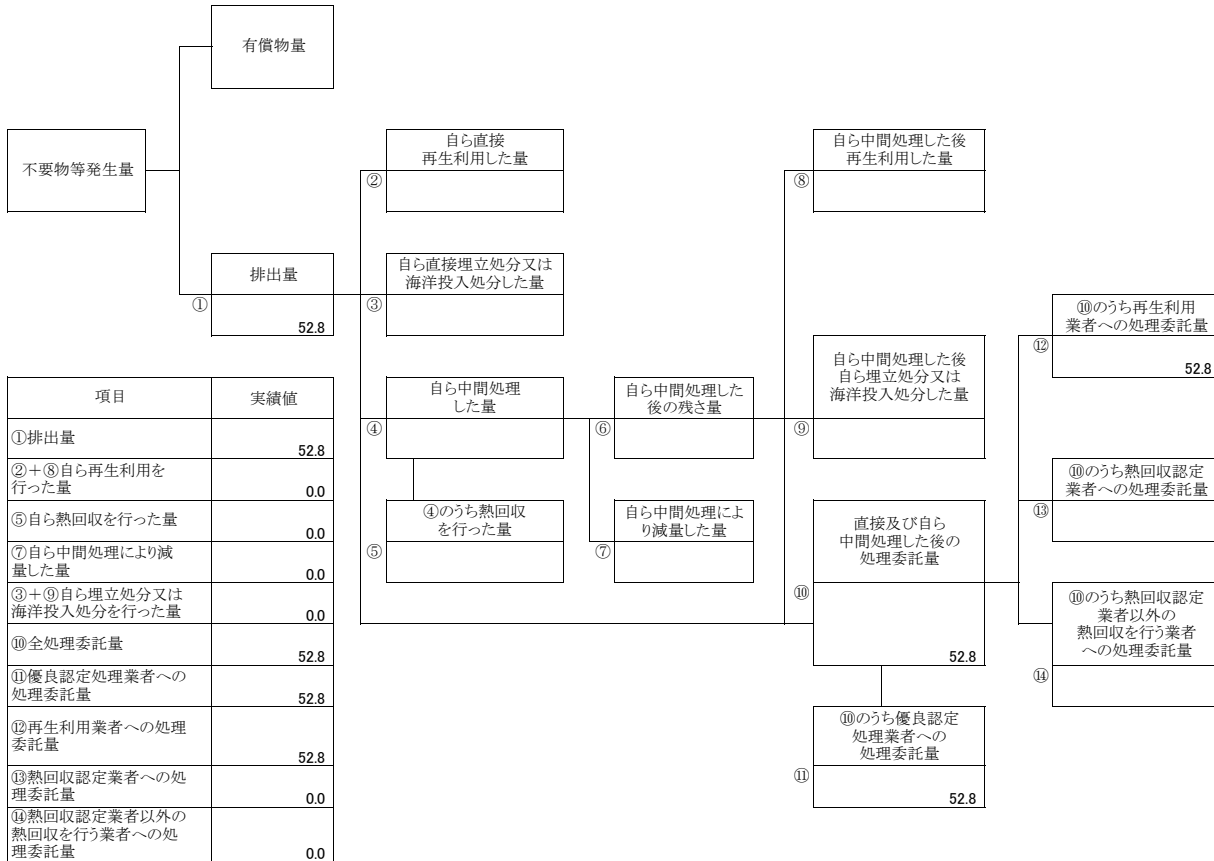 有償物量
不要物等発生量
自ら直接
再生利用した量
②
自ら中間処理した後
再生利用した量
⑧
排出量
①
52.8
自ら直接埋立処分又は
海洋投入処分した量
③
⑩のうち再生利用
業者への処理委託量
⑫
52.8
自ら中間処理
した量
④
自ら中間処理した
後の残さ量
⑥
自ら中間処理した後
自ら埋立処分又は
海洋投入処分した量
⑨
⑩のうち熱回収認定
業者への処理委託量
⑬
④のうち熱回収
を行った量
⑤
自ら中間処理によ
り減量した量
⑦
直接及び自ら
中間処理した後の
処理委託量
⑩
52.8
⑩のうち熱回収認定
業者以外の
熱回収を行う業者
への処理委託量
⑭
⑩のうち優良認定
処理業者への
処理委託量
⑪
52.8
項目 実績値
①排出量
52.8
②+⑧自ら再生利用を
行った量
0.0
⑤自ら熱回収を行った量
0.0
⑦自ら中間処理により減
量した量
0.0
③+⑨自ら埋立処分又は
海洋投入処分を行った量
0.0
⑩全処理委託量
52.8
⑪優良認定処理業者への
処理委託量
52.8
⑫再生利用業者への処理
委託量
52.8
⑬熱回収認定業者への処
理委託量
0.0
⑭熱回収認定業者以外の
熱回収を行う業者への処
理委託量
0.0